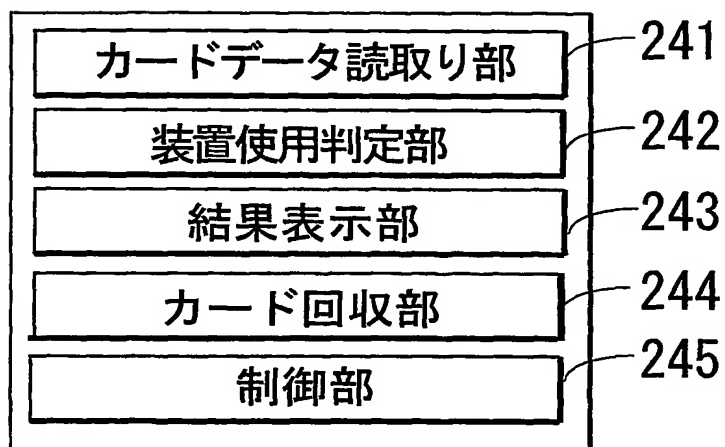 カードデータ読取り部 241
装置使用判定部 242
結果表示部 243
カード回収部 244
制御部 245